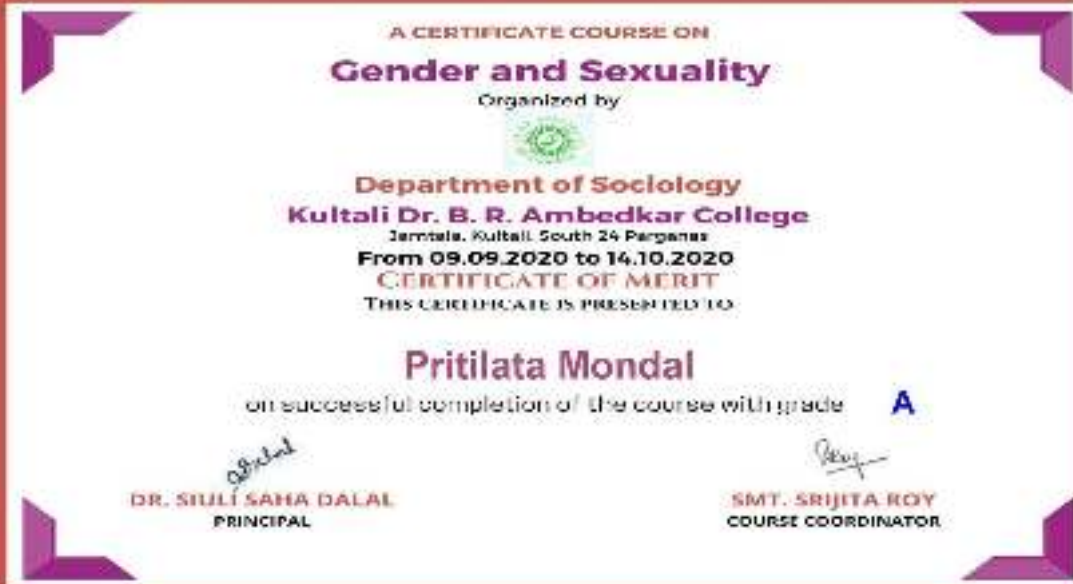 A CERTIFICATE COURSE ON
Gender and Sexuality
Organized by
Department of Sociology
Kultali Dr. B. R. Ambedkar College
Jamtala, Kultali, South 24 Parganas
From 09.09.2020 to 14.10.2020
CERTIFICATE OF MERIT
THIS CERTIFICATE IS PRESENTED TO
Pritilata Mondal
on successful completion of the course with grade A
DR. SIULI SAHA DALAL
PRINCIPAL
SMT. SRIJITA ROY
COURSE COORDINATOR